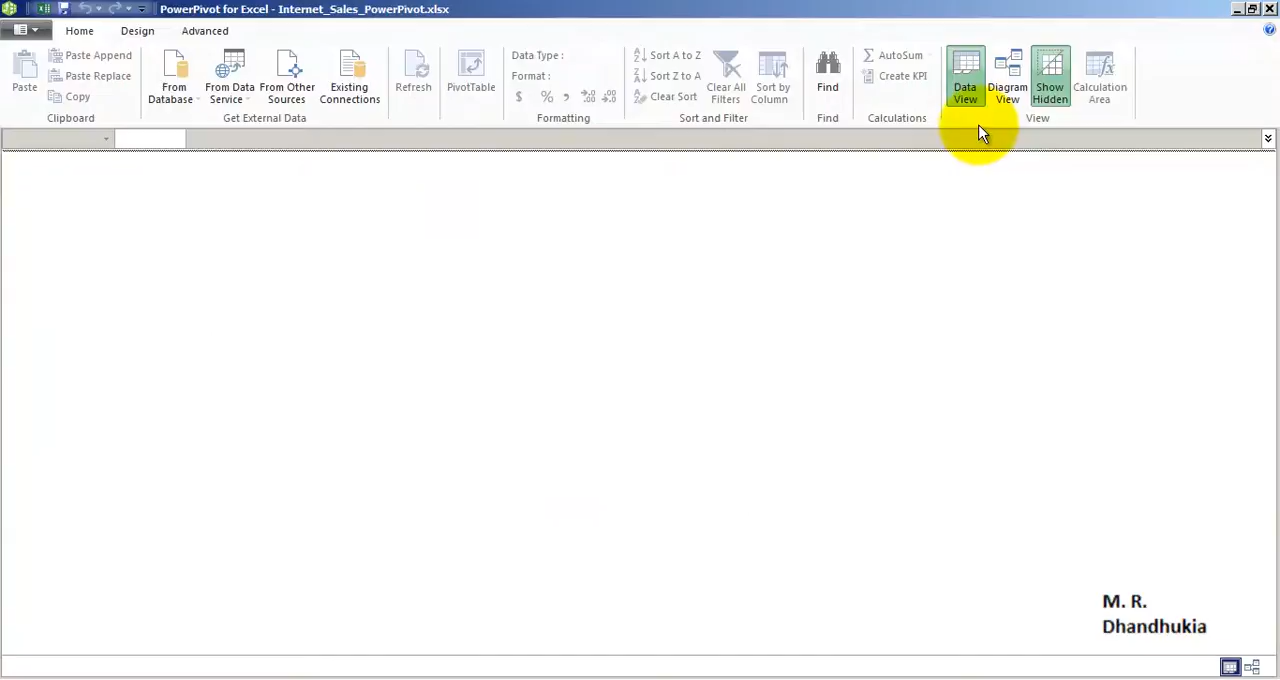 PowerPivot for Excel - Internet_Sales_PowerPivot.xlsx
Home Design Advanced
Paste
Paste Append
Paste Replace
Copy
Clipboard
From Database
From Data Service
From Other Sources
Existing Connections
Get External Data
Refresh
PivotTable
Data Type :
Format :
$ % , .00 .00
Formatting
Sort A to Z
Sort Z to A
Clear Sort
Clear All Filters
Sort by Column
Sort and Filter
Find
Find
AutoSum
Create KPI
Calculations
Data View
Diagram View
Show Hidden
Calculation Area
View
M. R.
Dhandhukia